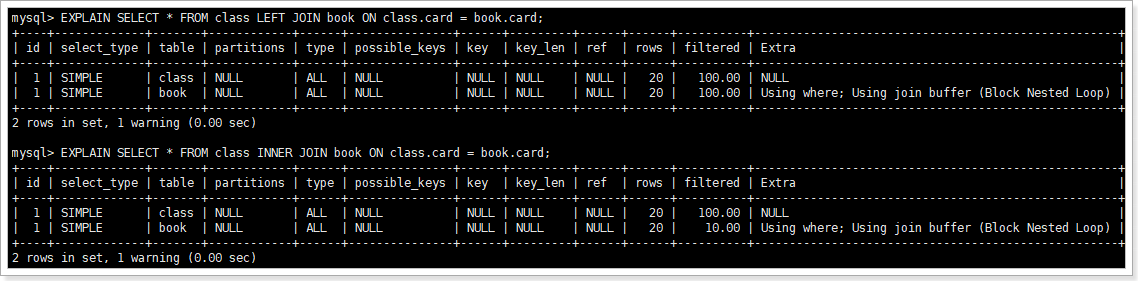 mysql> EXPLAIN SELECT * FROM class LEFT JOIN book ON class.card = book.card;
+----+-------------+-------+------------+------+---------------+------+---------+------+------+----------+----------------------------------------------------+
| id | select_type | table | partitions | type | possible_keys | key | key_len | ref | rows | filtered | Extra |
+----+-------------+-------+------------+------+---------------+------+---------+------+------+----------+----------------------------------------------------+
| 1 | SIMPLE | class | NULL | ALL | NULL | NULL | NULL | NULL | 20 | 100.00 | NULL |
| 1 | SIMPLE | book | NULL | ALL | NULL | NULL | NULL | NULL | 20 | 100.00 | Using where; Using join buffer (Block Nested Loop) |
+----+-------------+-------+------------+------+---------------+------+---------+------+------+----------+----------------------------------------------------+
2 rows in set, 1 warning (0.00 sec)
mysql> EXPLAIN SELECT * FROM class INNER JOIN book ON class.card = book.card;
+----+-------------+-------+------------+------+---------------+------+---------+------+------+----------+----------------------------------------------------+
| id | select_type | table | partitions | type | possible_keys | key | key_len | ref | rows | filtered | Extra |
+----+-------------+-------+------------+------+---------------+------+---------+------+------+----------+----------------------------------------------------+
| 1 | SIMPLE | class | NULL | ALL | NULL | NULL | NULL | NULL | 20 | 100.00 | NULL |
| 1 | SIMPLE | book | NULL | ALL | NULL | NULL | NULL | NULL | 20 | 10.00 | Using where; Using join buffer (Block Nested Loop) |
+----+-------------+-------+------------+------+---------------+------+---------+------+------+----------+----------------------------------------------------+
2 rows in set, 1 warning (0.00 sec)